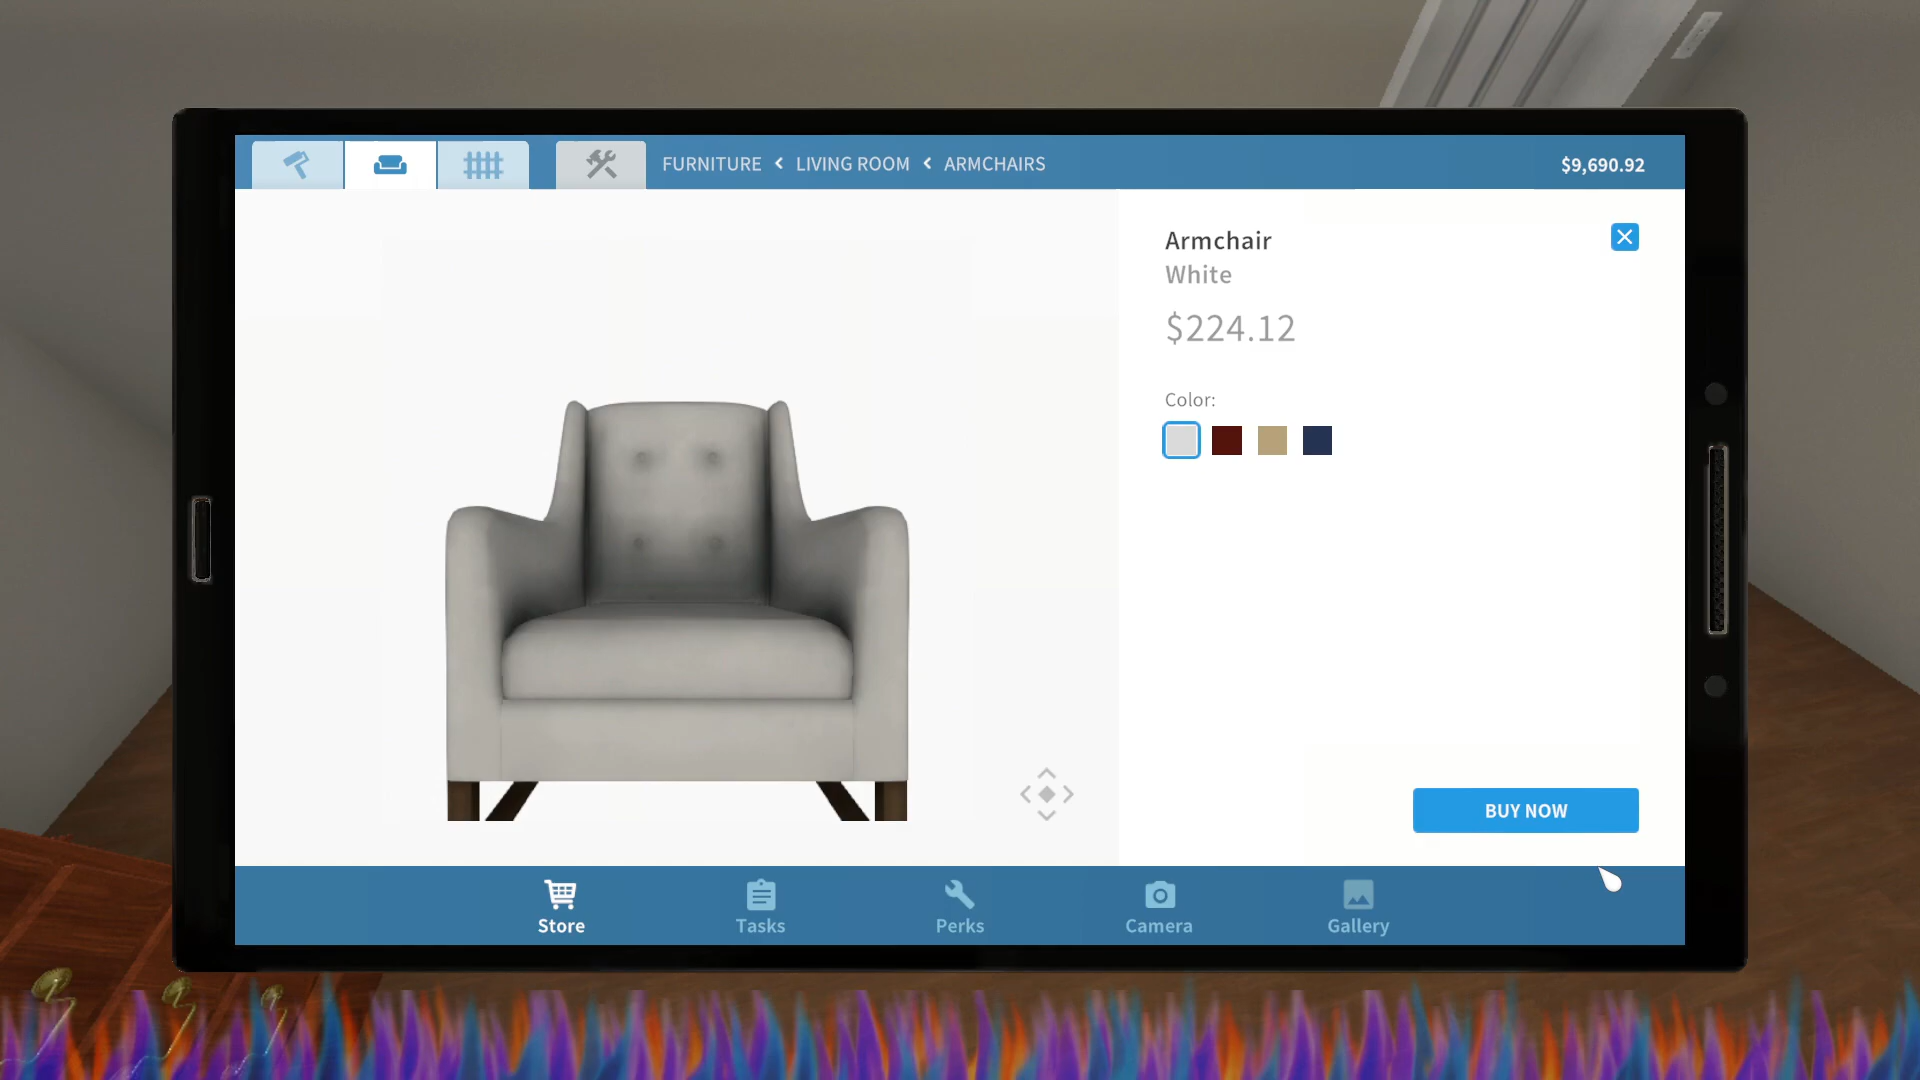 FURNITURE < LIVING ROOM < ARMCHAIRS
$9,690.92
Armchair
White
$224.12
Color:
BUY NOW
Store
Tasks
Perks
Camera
Gallery